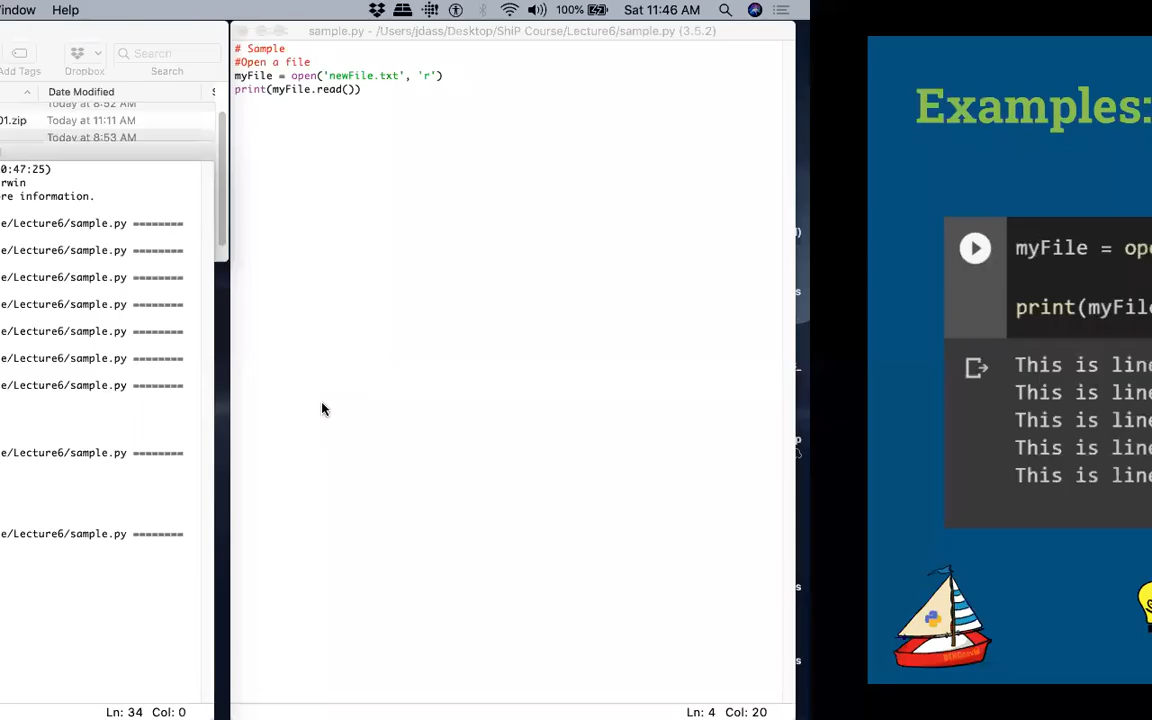 indow Help
100% Sat 11:46 AM
Add Tags Dropbox Search
Search
Date Modified
Today at 8:52 AM
01.zip Today at 11:11 AM
Today at 8:53 AM
0:47:25)
rwin
re information.
e/Lecture6/sample.py ========
e/Lecture6/sample.py ========
e/Lecture6/sample.py ========
e/Lecture6/sample.py ========
e/Lecture6/sample.py ========
e/Lecture6/sample.py ========
e/Lecture6/sample.py ========
e/Lecture6/sample.py ========
e/Lecture6/sample.py ========
Ln: 34 Col: 0
sample.py - /Users/jdass/Desktop/ShiP Course/Lecture6/sample.py (3.5.2)
# Sample
#Open a file
myFile = open('newFile.txt', 'r')
print(myFile.read())
Ln: 4 Col: 20
Examples:
myFile = ope
print(myFile
This is line
This is line
This is line
This is line
This is line